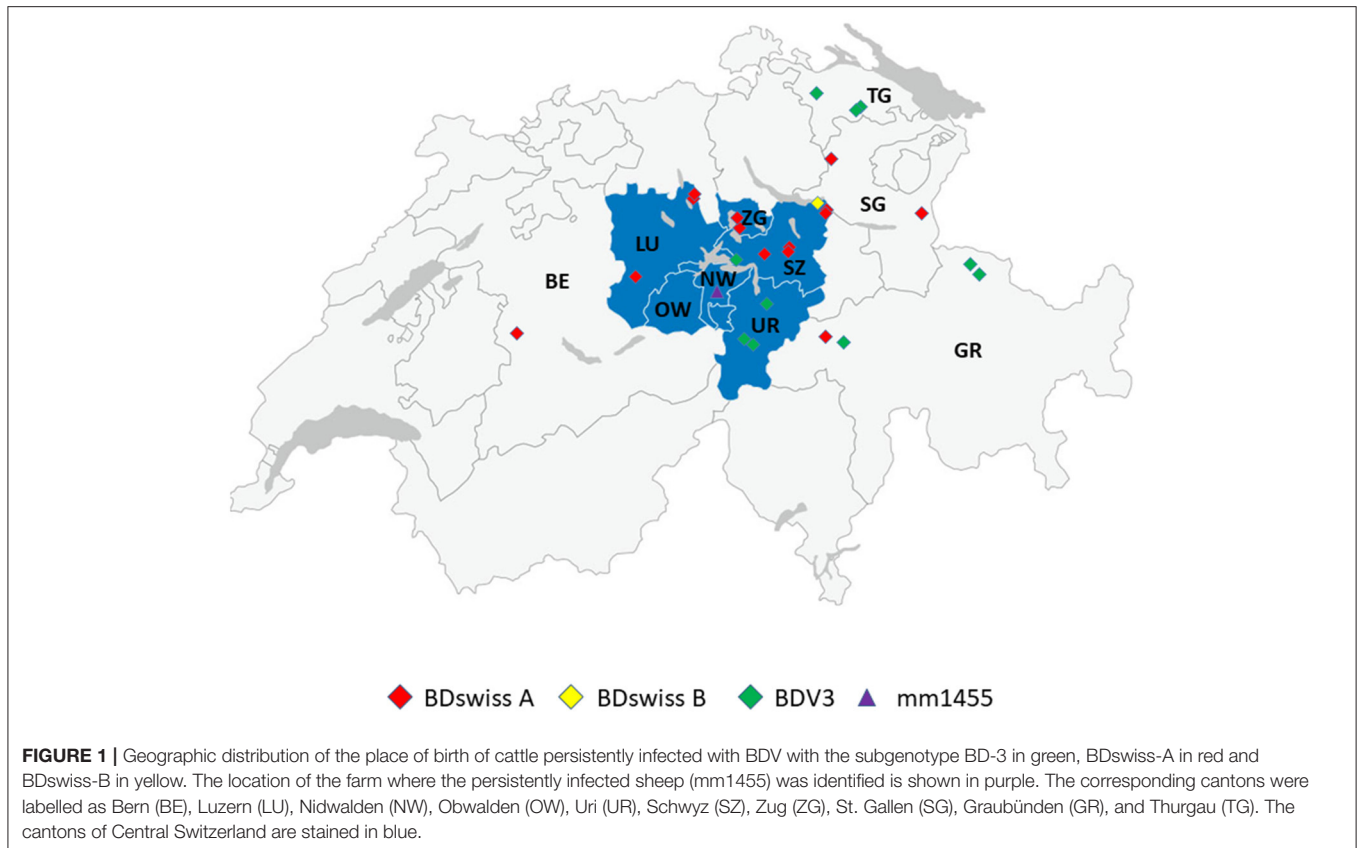 TG
SG
ZG
LU
SZ
NW
BE
OW
UR
GR
BDswiss A BDswiss B BDV3 mm1455
FIGURE 1 | Geographic distribution of the place of birth of cattle persistently infected with BDV with the subgenotype BD-3 in green, BDswiss-A in red and
BDswiss-B in yellow. The location of the farm where the persistently infected sheep (mm1455) was identified is shown in purple. The corresponding cantons were
labelled as Bern (BE), Luzern (LU), Nidwalden (NW), Obwalden (OW), Uri (UR), Schwyz (SZ), Zug (ZG), St. Gallen (SG), Graubünden (GR), and Thurgau (TG). The
cantons of Central Switzerland are stained in blue.